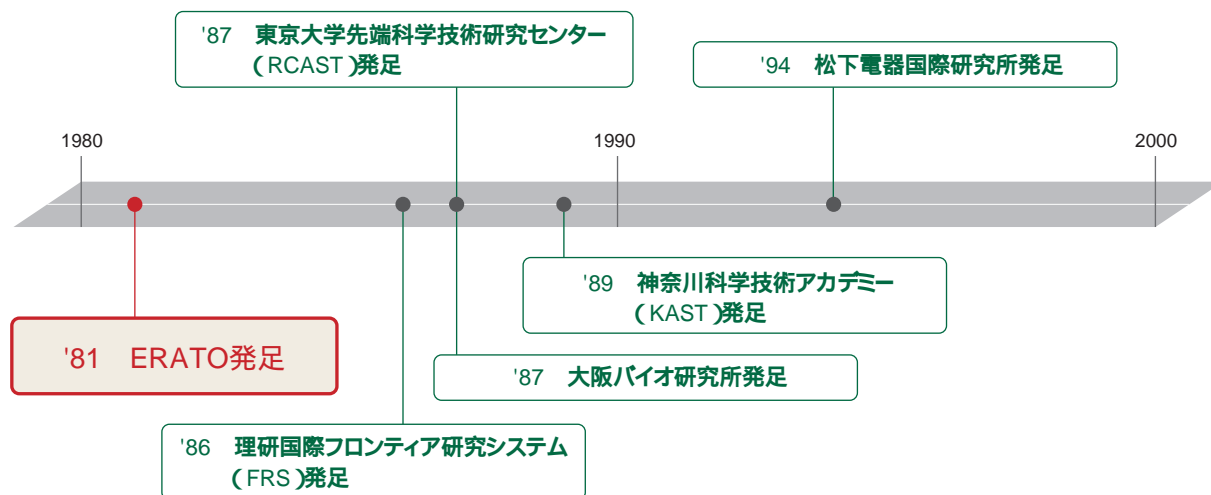 '87 東京大学先端科学技術研究センター
(RCAST)発足
'94 松下電器国際研究所発足
1980
1990
2000
'89 神奈川科学技術アカデミー
(KAST)発足
'81 ERATO発足
'87 大阪バイオ研究所発足
'86 理研国際フロンティア研究システム
(FRS)発足